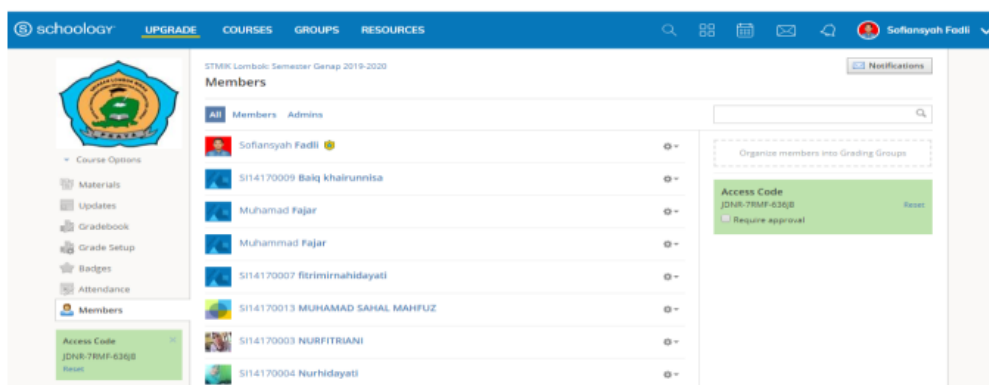 schoology UPGRADE COURSES GROUPS RESOURCES Sofiansyah Fadli
STMIK Lombok: Semester Genap 2019-2020
Members
Notifications
All Members Admins
Sofiansyah Fadli
SI14170009 Baiq khairunnisa
Muhamad Fajar
Muhammad Fajar
SI14170007 fitrimirnahidayati
SI14170013 MUHAMAD SAHAL MAHFUZ
SI14170003 NURFITRIANI
SI14170004 Nurhidayati
Course Options
Materials
Updates
Gradebook
Grade Setup
Badges
Attendance
Members
Access Code
JDNR-7RMF-636J8
Reset
Organize members into Grading Groups
Access Code
JDNR-7RMF-636J8 Reset
Require approval